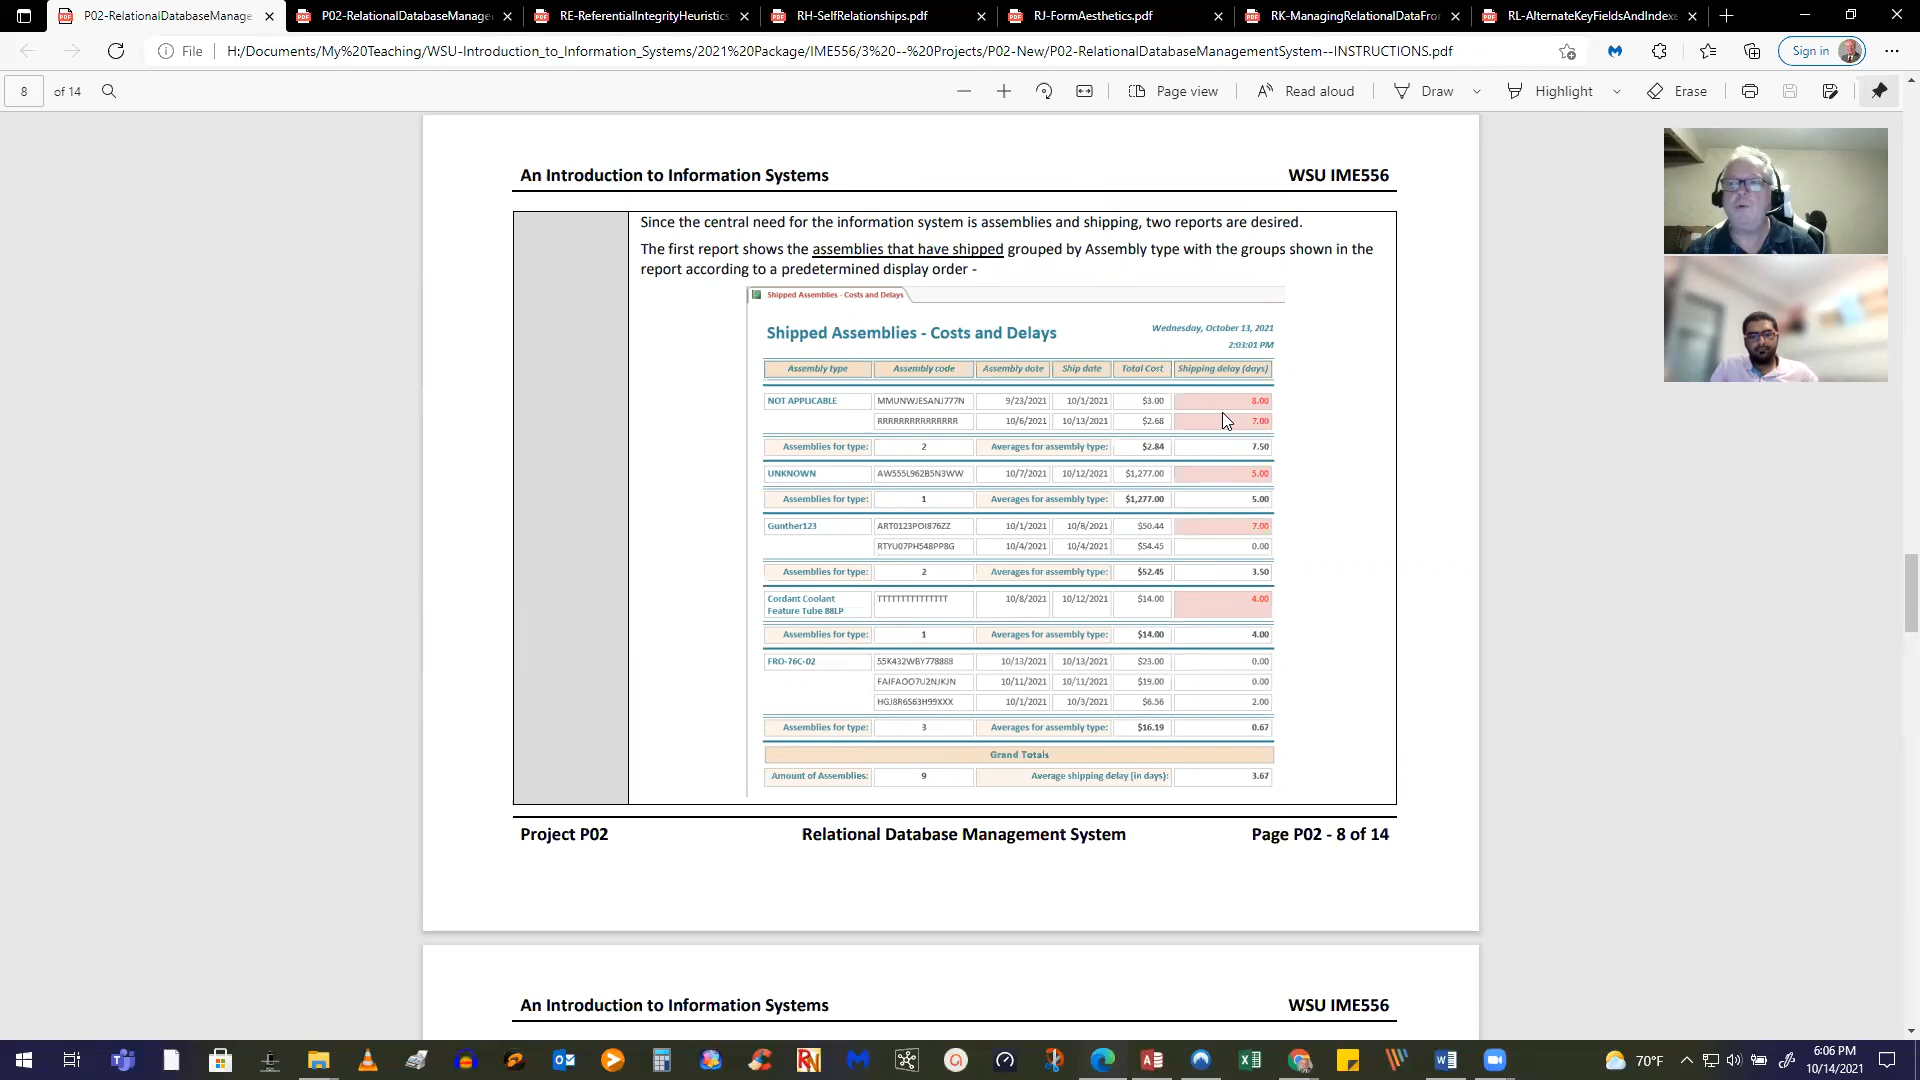 P02-RelationalDatabaseManage
P02-RelationalDatabaseManage
RE-ReferentialIntegrityHeuristics
RH-SelfRelationships.pdf
RJ-FormAesthetics.pdf
RK-ManagingRelationalDataFro
RL-AlternateKeyFieldsAndIndexe
File
H:/Documents/My%20Teaching/WSU-Introduction_to_Information_Systems/2021%20Package/IME556/3%20--%20Projects/P02-New/P02-RelationalDatabaseManagementSystem--INSTRUCTIONS.pdf
Sign in
8 of 14
Page view
Read aloud
Draw
Highlight
Erase
An Introduction to Information Systems WSU IME556
Since the central need for the information system is assemblies and shipping, two reports are desired.
The first report shows the assemblies that have shipped grouped by Assembly type with the groups shown in the
report according to a predetermined display order -
Shipped Assemblies - Costs and Delays
Shipped Assemblies - Costs and Delays
Wednesday, October 13, 2021
2:03:01 PM
Assembly type Assembly code Assembly date Ship date Total Cost Shipping delay (days)
NOT APPLICABLE MMUNWJESANJ777N 9/23/2021 10/1/2021 $3.00 8.00
RRRRRRRRRRRRRRR 10/6/2021 10/13/2021 $2.68 7.00
Assemblies for type: 2 Averages for assembly type: $2.84 7.50
UNKNOWN AW555L962B5N3WW 10/7/2021 10/12/2021 $1,277.00 5.00
Assemblies for type: 1 Averages for assembly type: $1,277.00 5.00
Gunther123 ART0123POI876ZZ 10/1/2021 10/8/2021 $50.44 7.00
RTYU07PH548PP8G 10/4/2021 10/4/2021 $54.45 0.00
Assemblies for type: 2 Averages for assembly type: $52.45 3.50
Cordant Coolant
Feature Tube 88LP TTTTTTTTTTTTTTT 10/8/2021 10/12/2021 $14.00 4.00
Assemblies for type: 1 Averages for assembly type: $14.00 4.00
FRO-76C-02 55K432WBY778888 10/13/2021 10/13/2021 $23.00 0.00
FAIFAOO7U2NJKJN 10/11/2021 10/11/2021 $19.00 0.00
HGJ8R6S63H99XXX 10/1/2021 10/3/2021 $6.56 2.00
Assemblies for type: 3 Averages for assembly type: $16.19 0.67
Grand Totals
Amount of Assemblies: 9 Average shipping delay (in days): 3.67
Project P02 Relational Database Management System Page P02 - 8 of 14
An Introduction to Information Systems WSU IME556
70°F
6:06 PM
10/14/2021